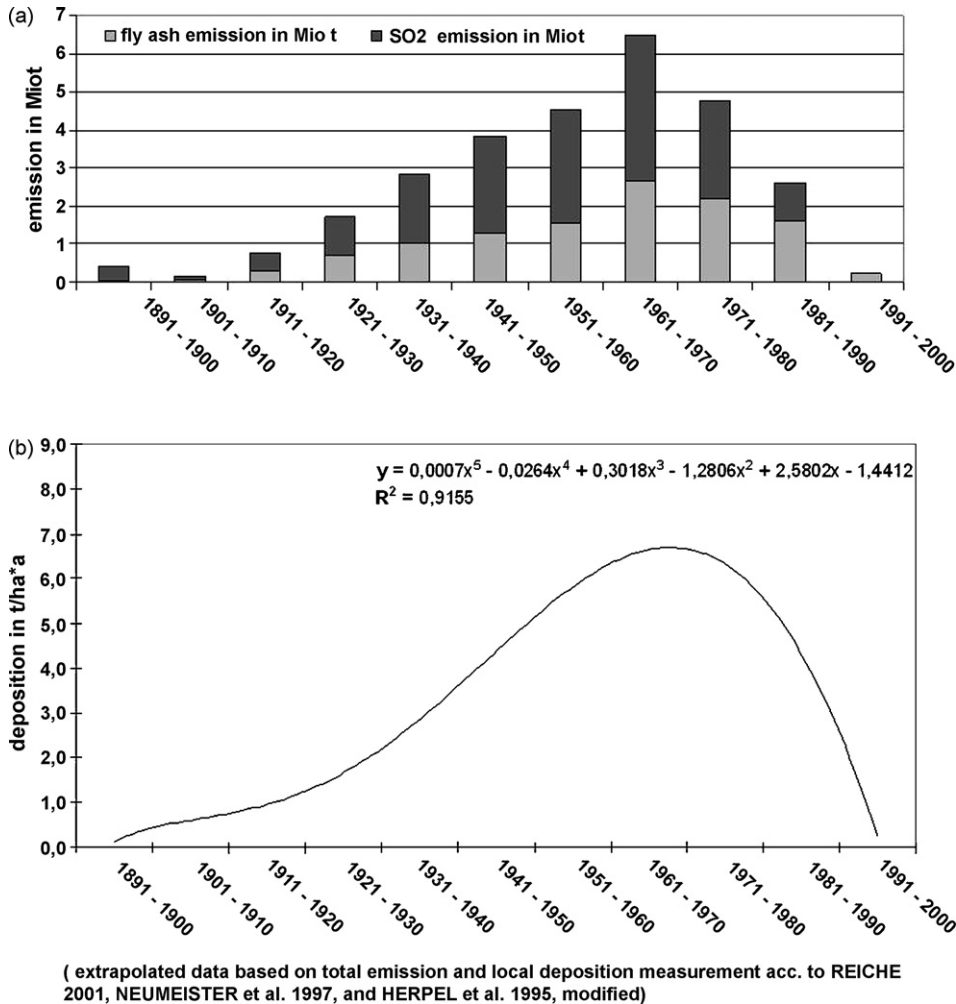 (a)
7
6
5
4
3
2
1
0
emission in Miot
fly ash emission in Mio t
SO2 emission in Miot
1891 - 1900
1901 - 1910
1911 - 1920
1921 - 1930
1931 - 1940
1941 - 1950
1951 - 1960
1961 - 1970
1971 - 1980
1981 - 1990
1991 - 2000
(b)
9,0
8,0
7,0
6,0
5,0
4,0
3,0
2,0
1,0
0,0
deposition in t/ha*a
y = 0,0007x⁵ - 0,0264x⁴ + 0,3018x³ - 1,2806x² + 2,5802x - 1,4412
R² = 0,9155
1891 - 1900
1901 - 1910
1911 - 1920
1921 - 1930
1931 - 1940
1941 - 1950
1951 - 1960
1961 - 1970
1971 - 1980
1981 - 1990
1991 - 2000
( extrapolated data based on total emission and local deposition measurement acc. to REICHE
2001, NEUMEISTER et al. 1997, and HERPEL et al. 1995, modified)